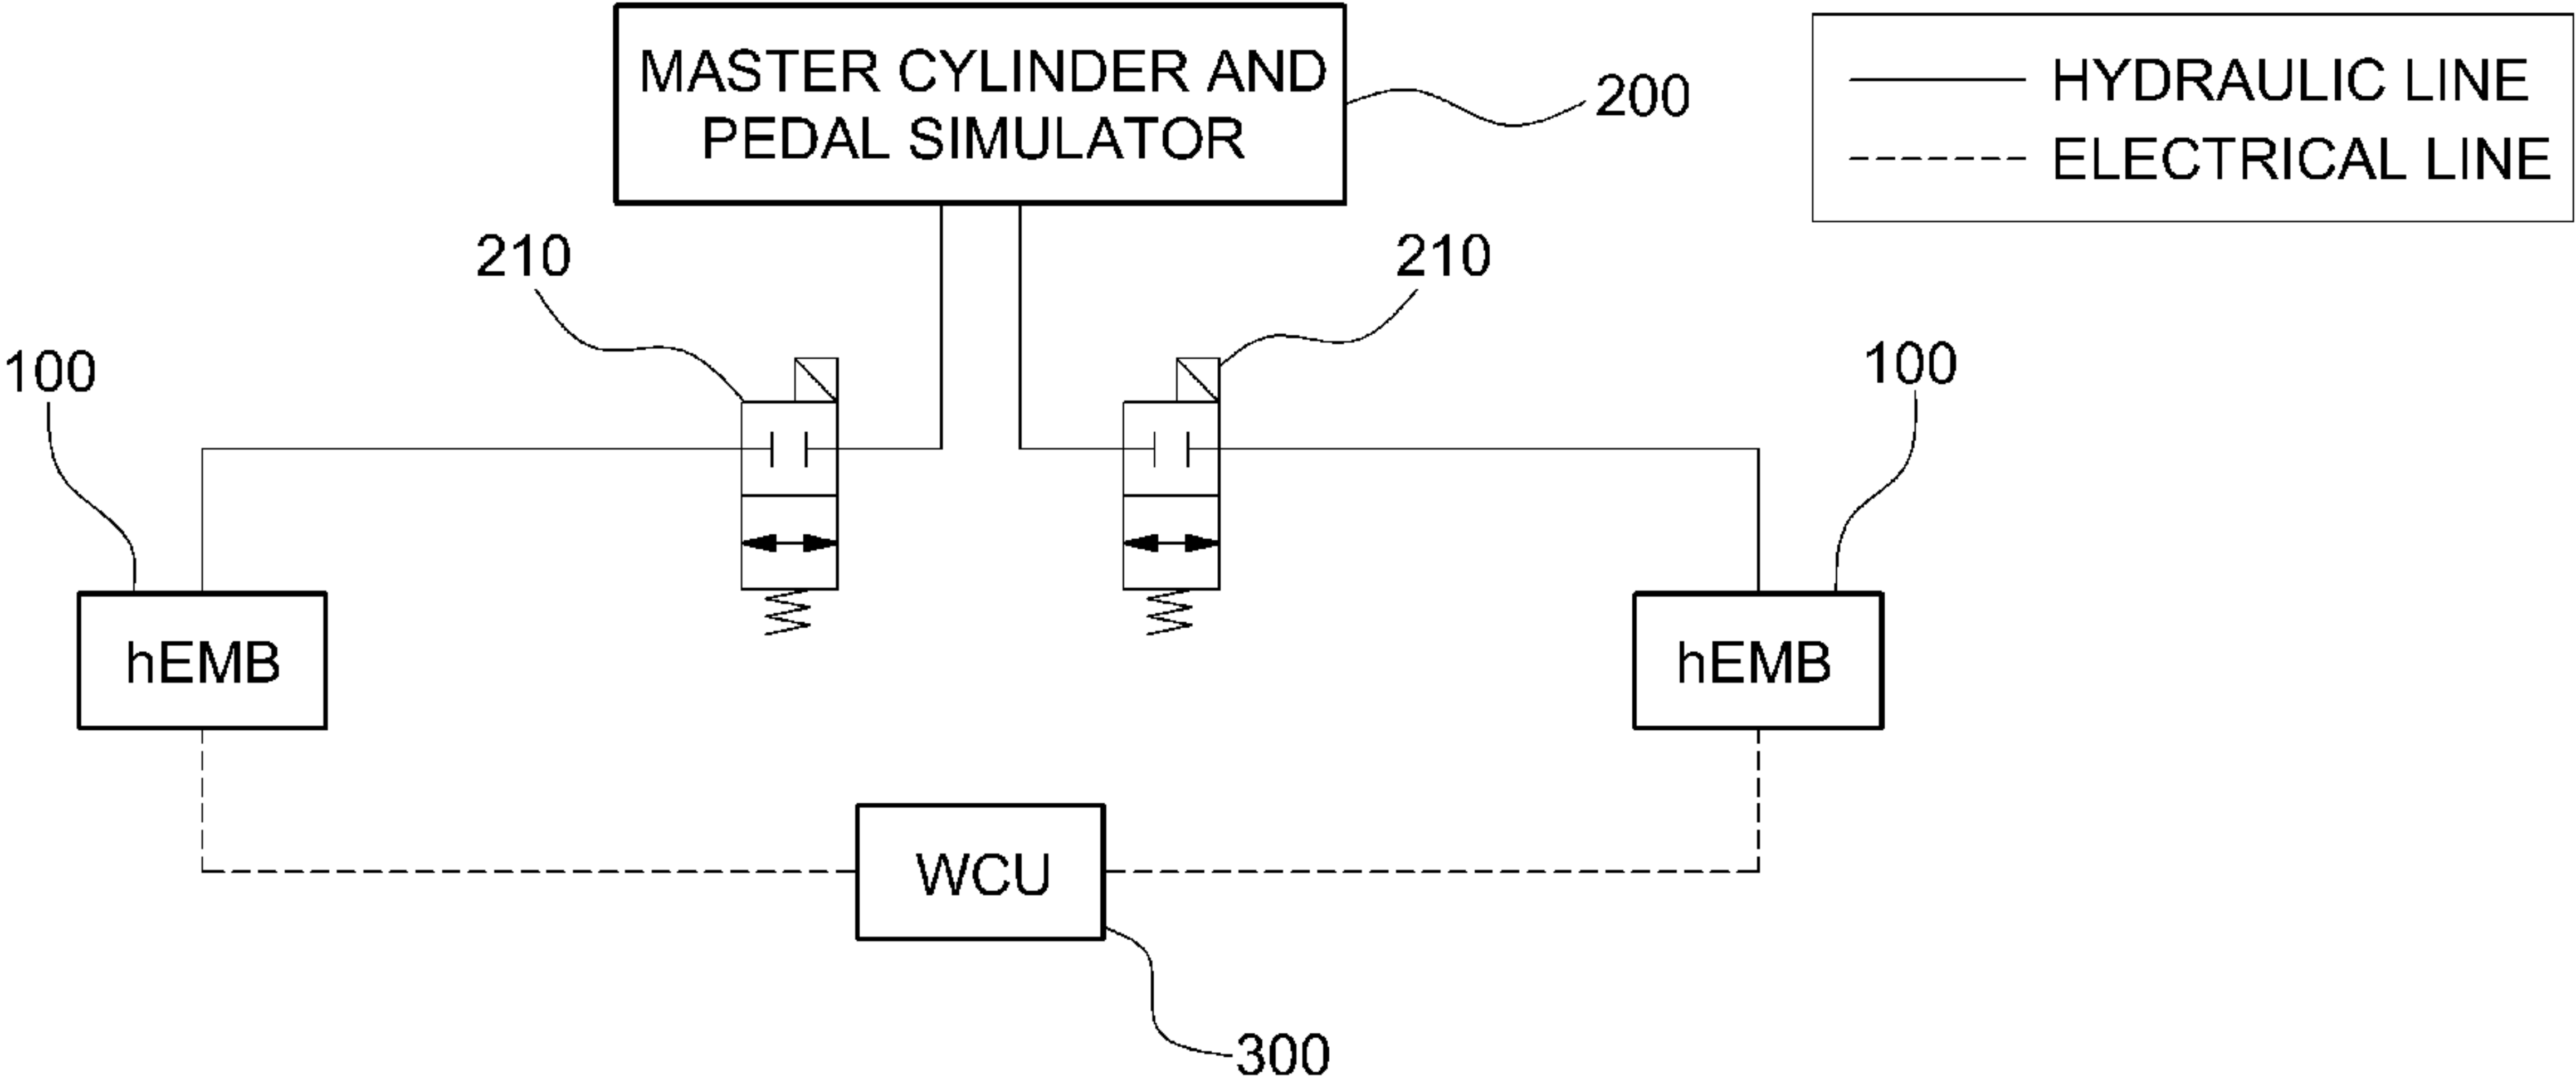 MASTER CYLINDER AND
PEDAL SIMULATOR
200
HYDRAULIC LINE
ELECTRICAL LINE
210
210
100
100
hEMB
hEMB
WCU
300